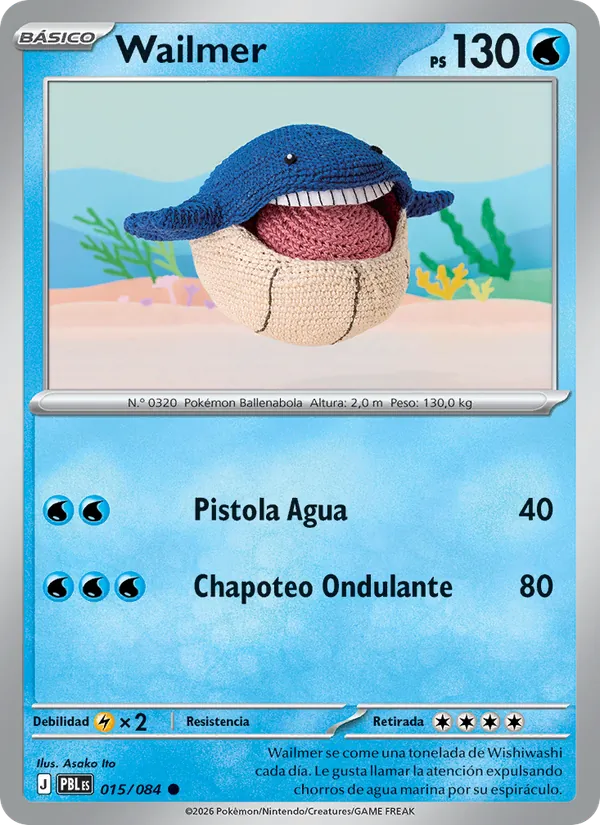 BÁSICO Wailmer PS 130
N.º 0320 Pokémon Ballenabola Altura: 2,0 m Peso: 130,0 kg
Pistola Agua 40
Chapoteo Ondulante 80
Debilidad × 2 Resistencia Retirada
Ilus. Asako Ito
J PBL ES 015/084
Wailmer se come una tonelada de Wishiwashi
cada día. Le gusta llamar la atención expulsando
chorros de agua marina por su espiráculo.
©2026 Pokémon/Nintendo/Creatures/GAME FREAK